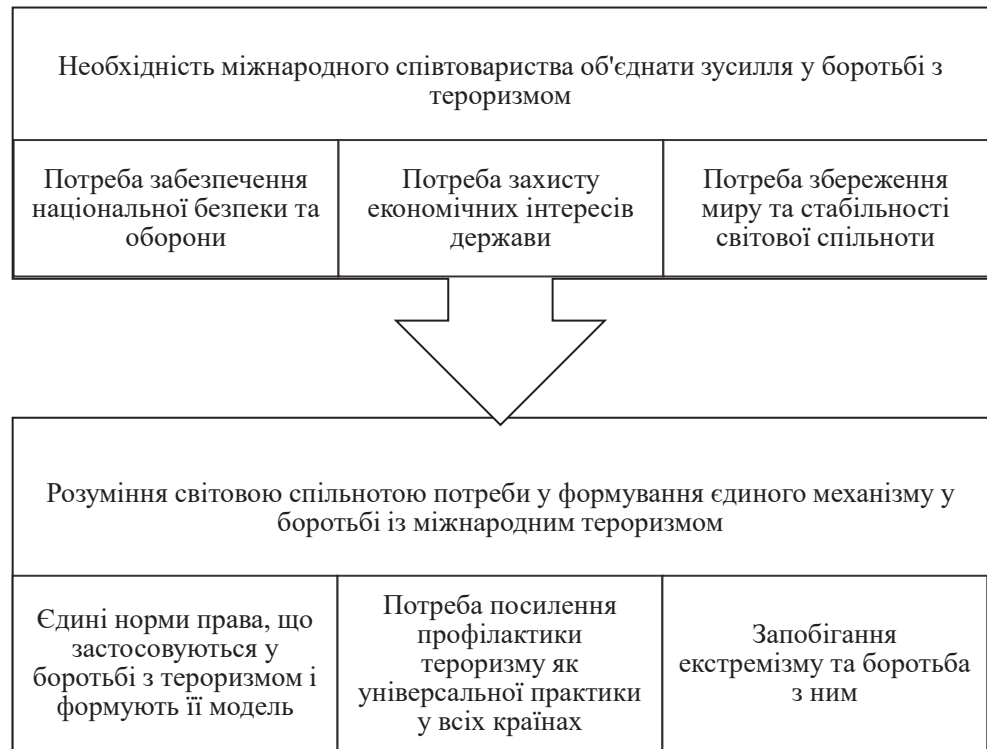 Необхідність міжнародного співтовариства об'єднати зусилля у боротьбі з
тероризмом
Потреба забезпечення
національної безпеки та
оборони
Потреба захисту
економічних інтересів
держави
Потреба збереження
миру та стабільності
світової спільноти
Розуміння світовою спільнотою потреби у формування єдиного механізму у
боротьбі із міжнародним тероризмом
Єдині норми права, що
застосовуються у
боротьбі з тероризмом і
формують її модель
Потреба посилення
профілактики
тероризму як
універсальної практики
у всіх країнах
Запобігання
екстремізму та боротьба
з ним